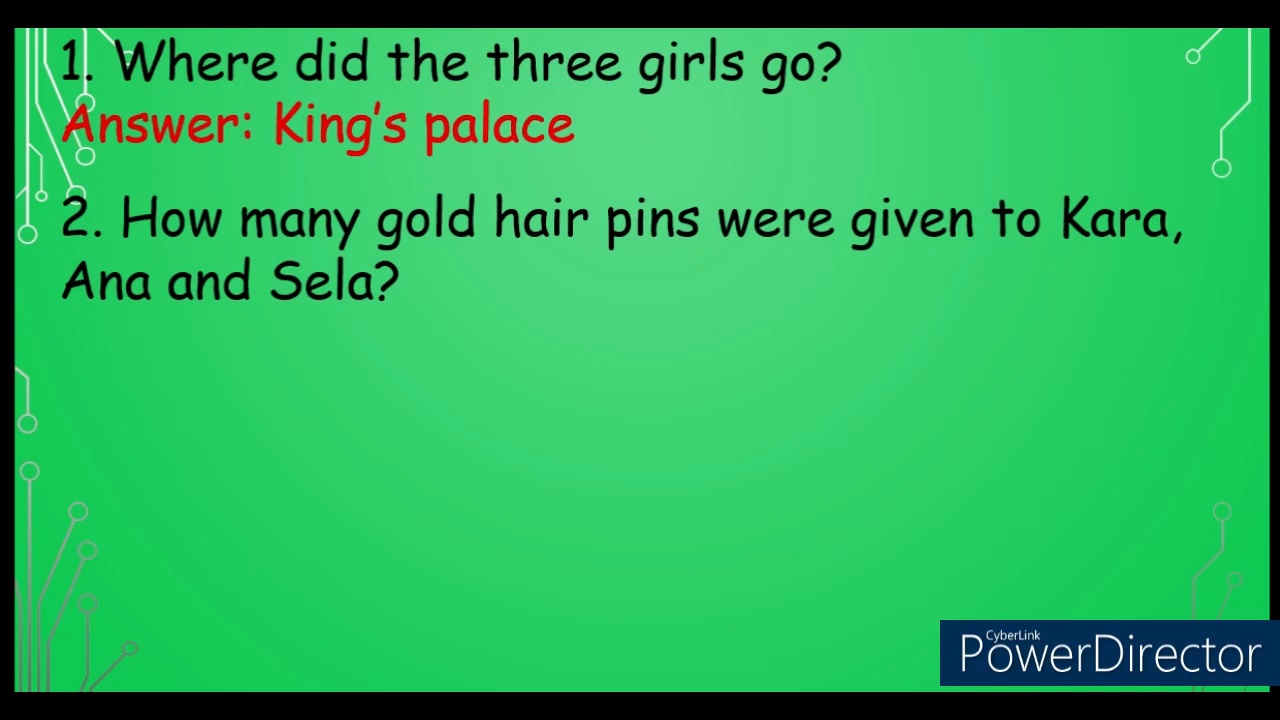 1. Where did the three girls go?
Answer: King's palace
2. How many gold hair pins were given to Kara,
Ana and Sela?
CyberLink
PowerDirector